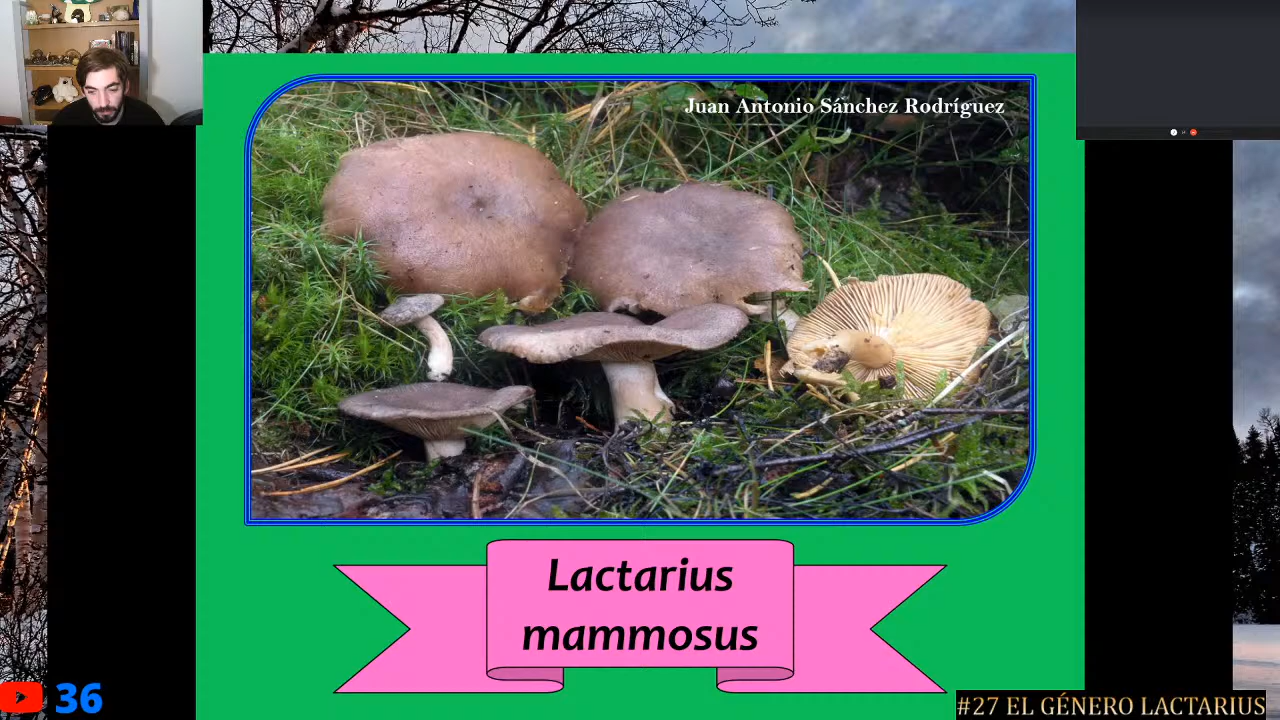 Juan Antonio Sánchez Rodríguez
Lactarius
mammosus
36
#27 EL GÉNERO LACTARIUS